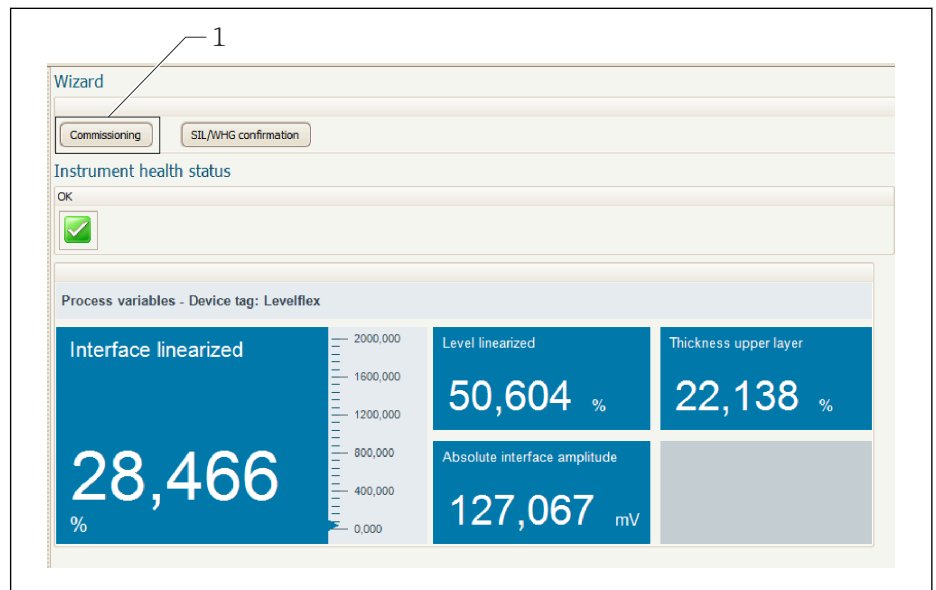 1
Wizard
Commissioning SIL/WHG confirmation
Instrument health status
OK
Process variables - Device tag: Levelflex
Interface linearized
28,466
%
2000,000
1600,000
1200,000
800,000
400,000
0,000
Level linearized
50,604 %
Thickness upper layer
22,138 %
Absolute interface amplitude
127,067 mV